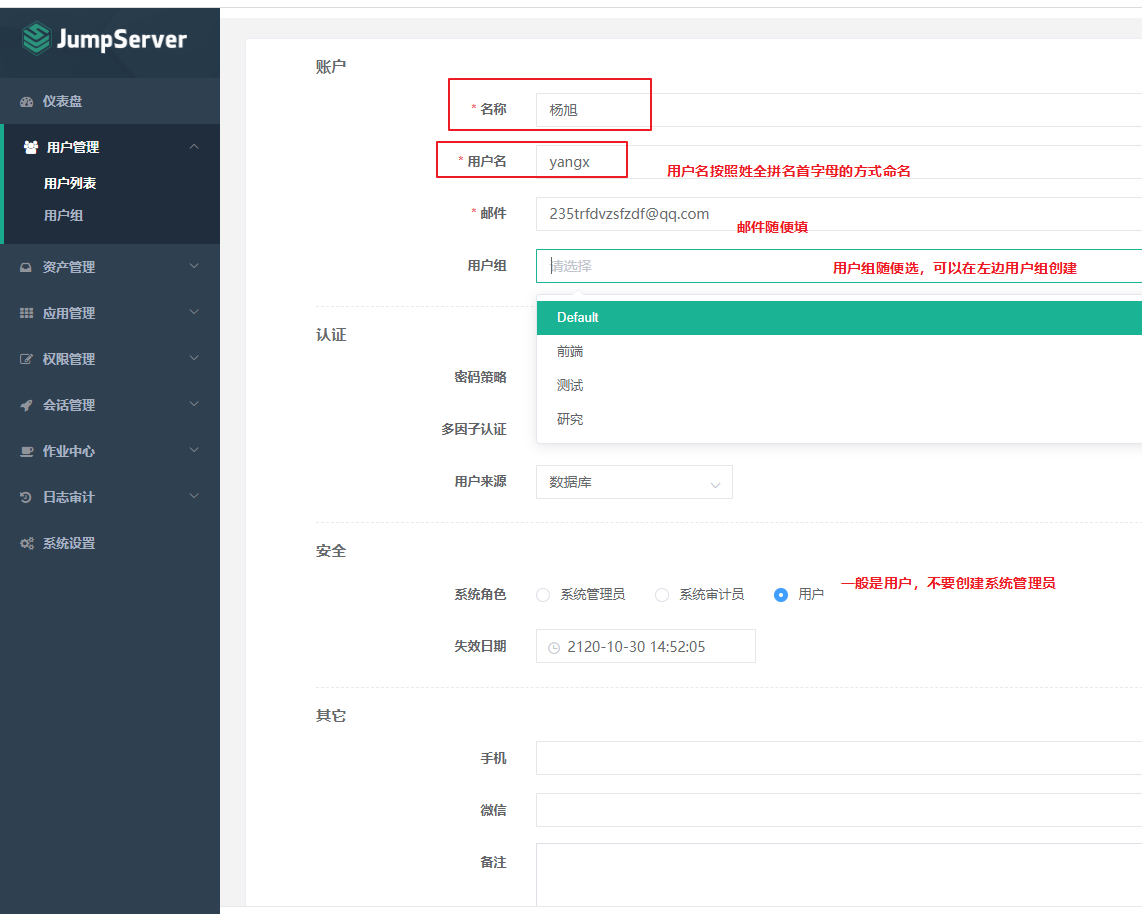 JumpServer
仪表盘
用户管理
用户列表
用户组
资产管理
应用管理
权限管理
会话管理
作业中心
日志审计
系统设置
账户
* 名称 杨旭
* 用户名 yangx
用户名按照姓全拼名首字母的方式命名
* 邮件 235trfdvzsfzdf@qq.com
邮件随便填
用户组 请选择 用户组随便选，可以在左边用户组创建
Default
前端
测试
研究
认证
密码策略
多因子认证
用户来源 数据库
安全
系统角色 系统管理员 系统审计员 用户 一般是用户，不要创建系统管理员
失效日期 2120-10-30 14:52:05
其它
手机
微信
备注